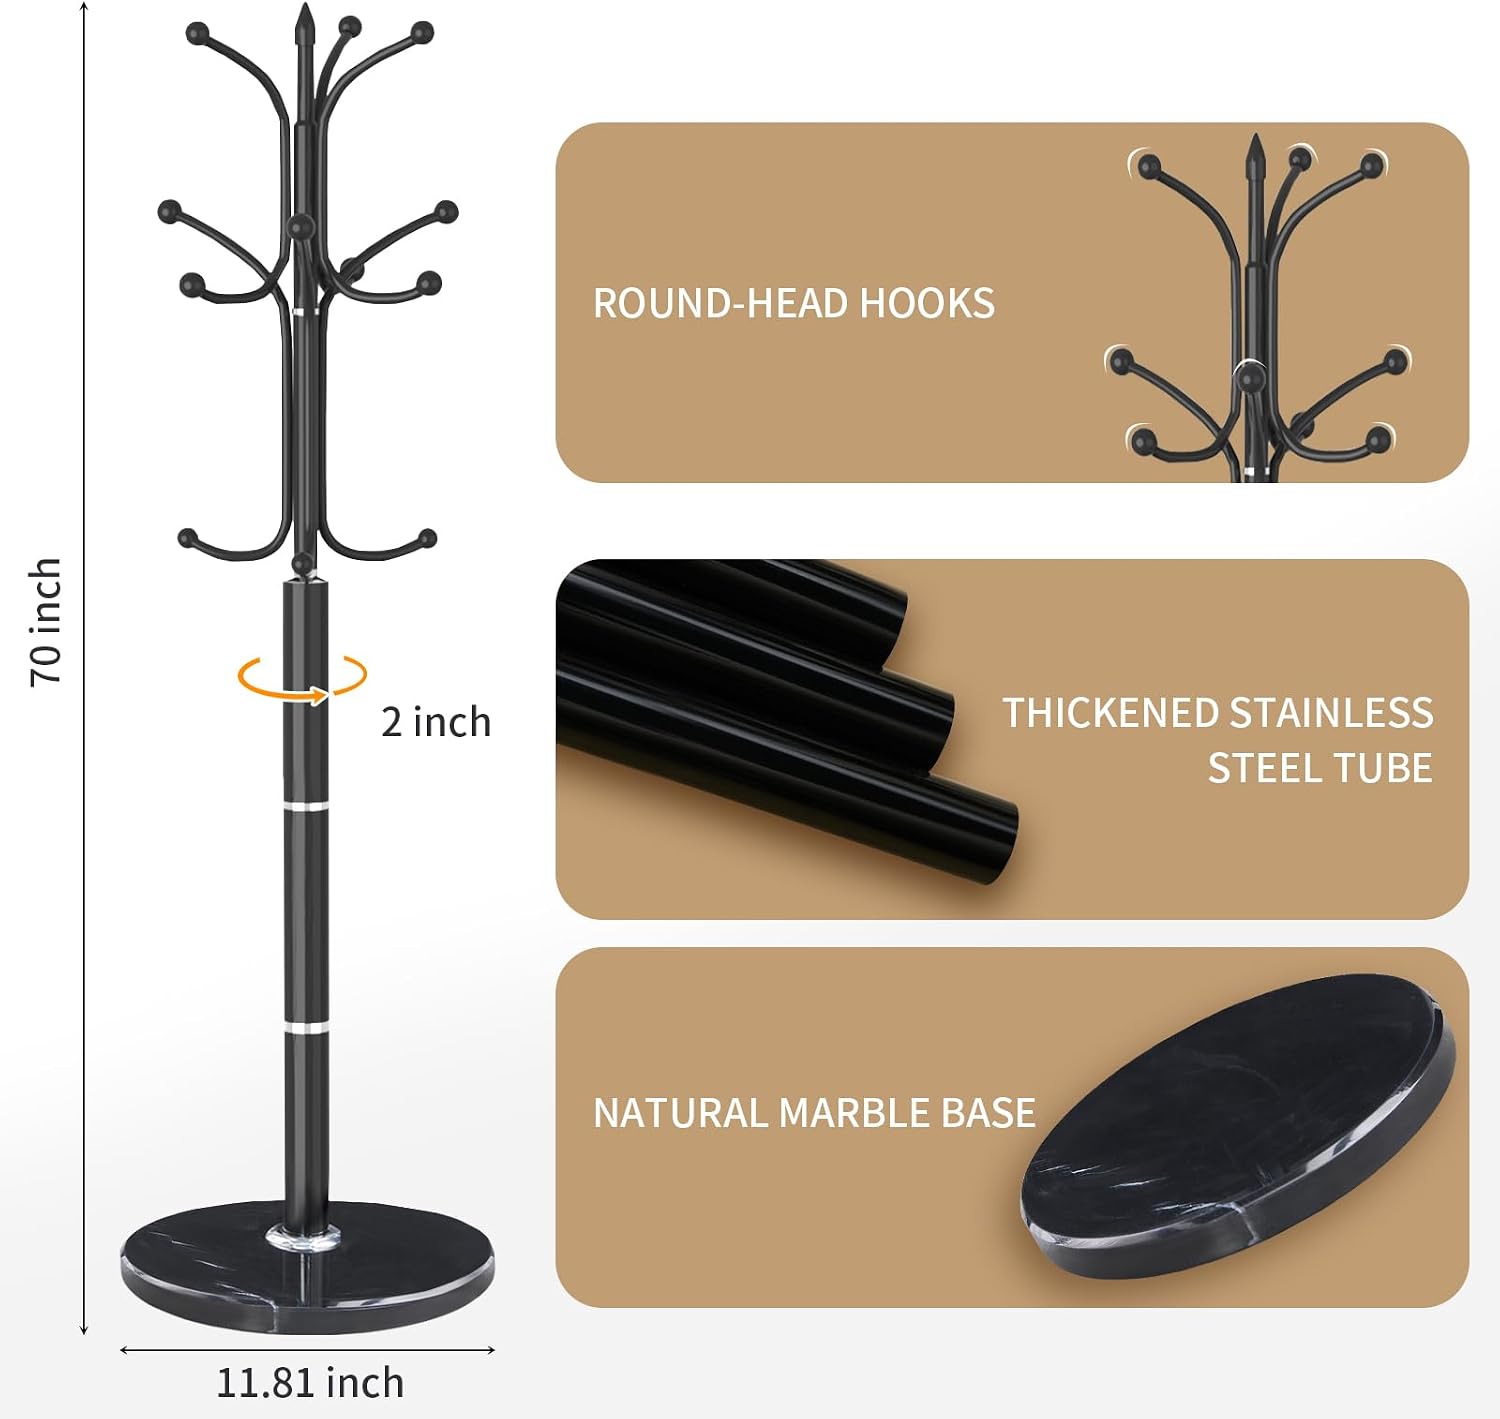 70 inch
2 inch
11.81 inch
ROUND-HEAD HOOKS
THICKENED STAINLESS
STEEL TUBE
NATURAL MARBLE BASE